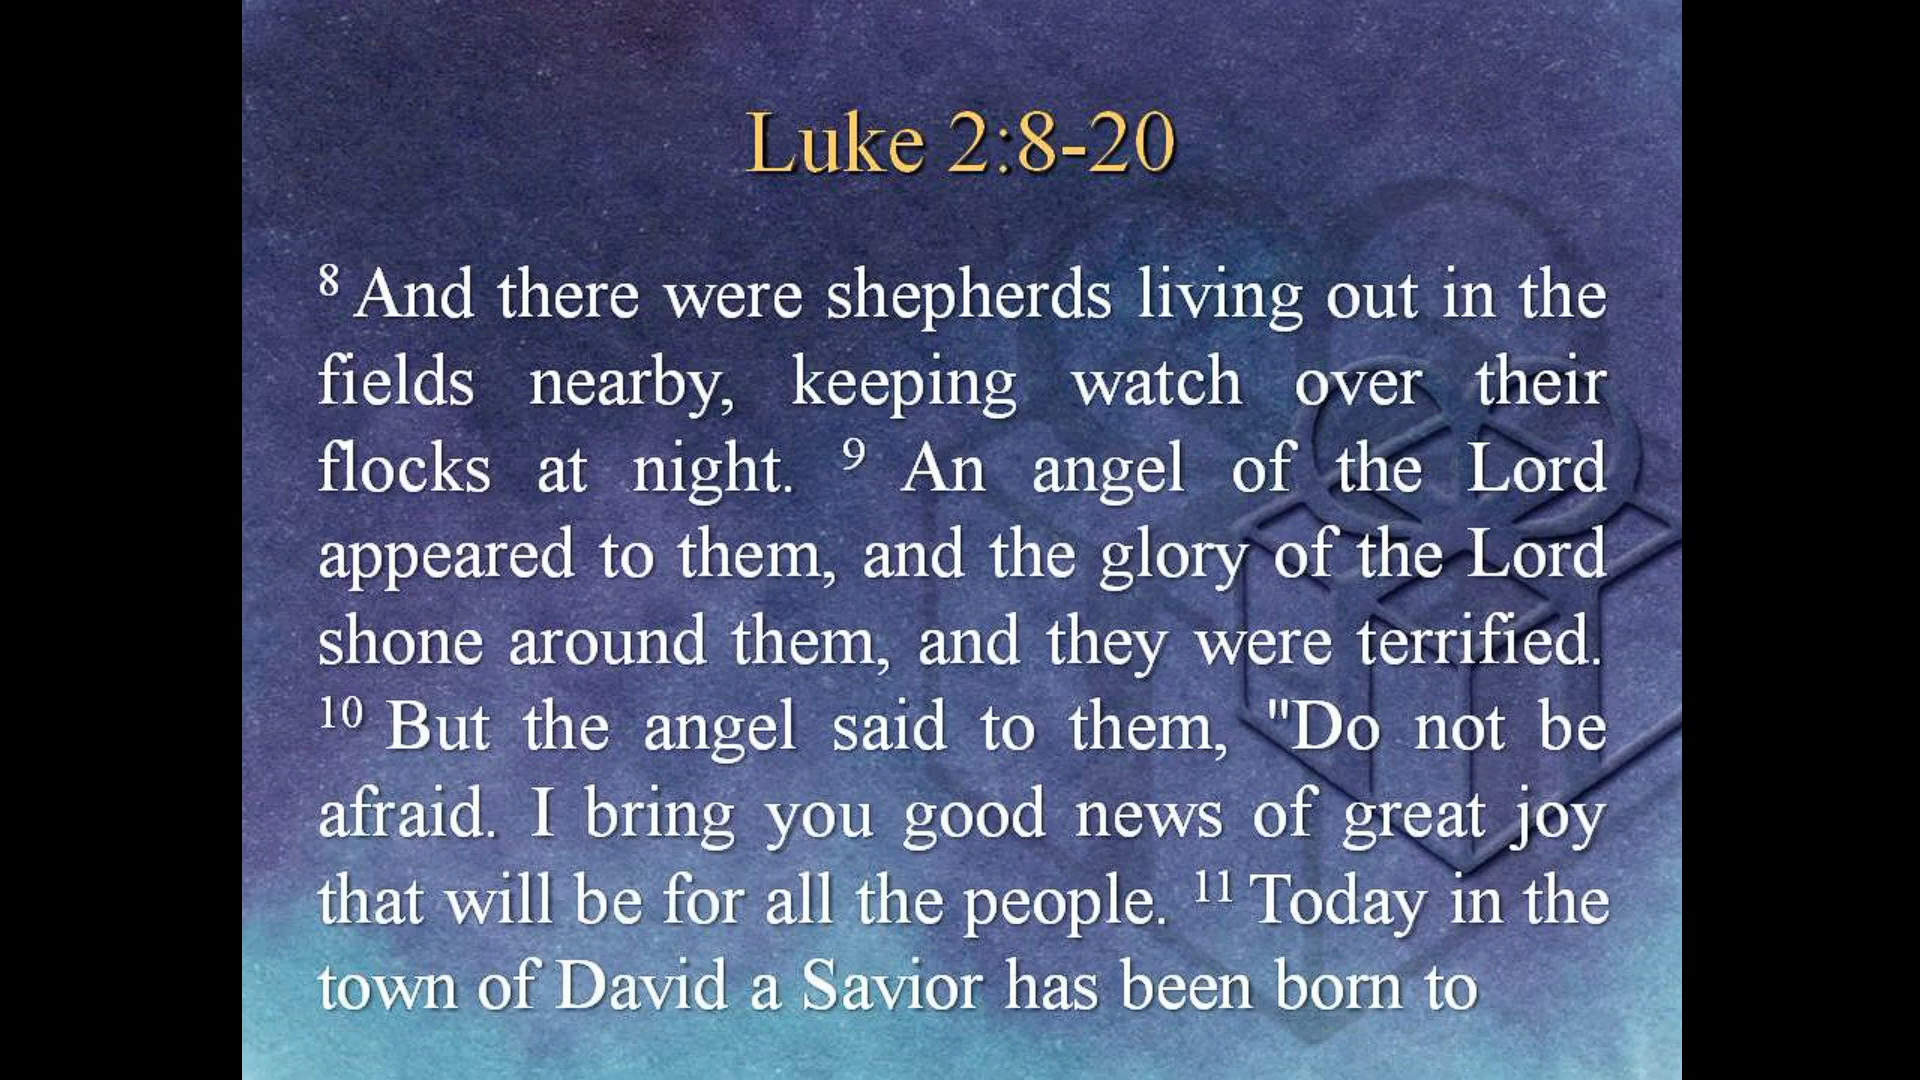 Luke 2:8-20
8 And there were shepherds living out in the
fields nearby, keeping watch over their
flocks at night. 9 An angel of the Lord
appeared to them, and the glory of the Lord
shone around them, and they were terrified.
10 But the angel said to them, "Do not be
afraid. I bring you good news of great joy
that will be for all the people. 11 Today in the
town of David a Savior has been born to